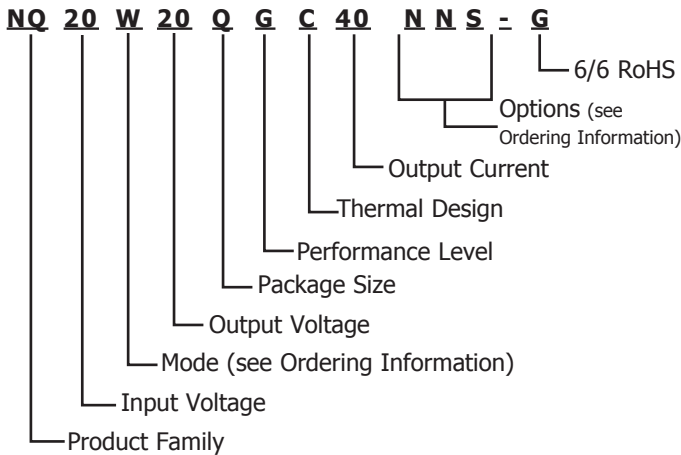 NQ 20 W 20 Q G C 40 N N S - G
6/6 RoHS
Options (see
Ordering Information)
Output Current
Thermal Design
Performance Level
Package Size
Output Voltage
Mode (see Ordering Information)
Input Voltage
Product Family